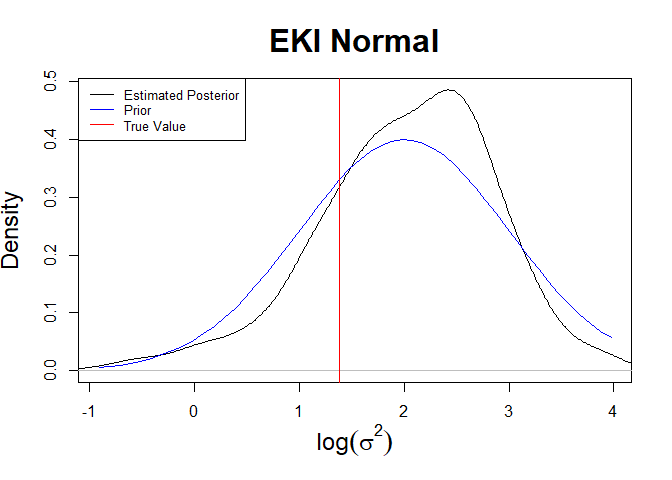 EKI Normal
Estimated Posterior
Prior
True Value
Density
0.5
0.4
0.3
0.2
0.1
0.0
-1 0 1 2 3 4
log(σ²)